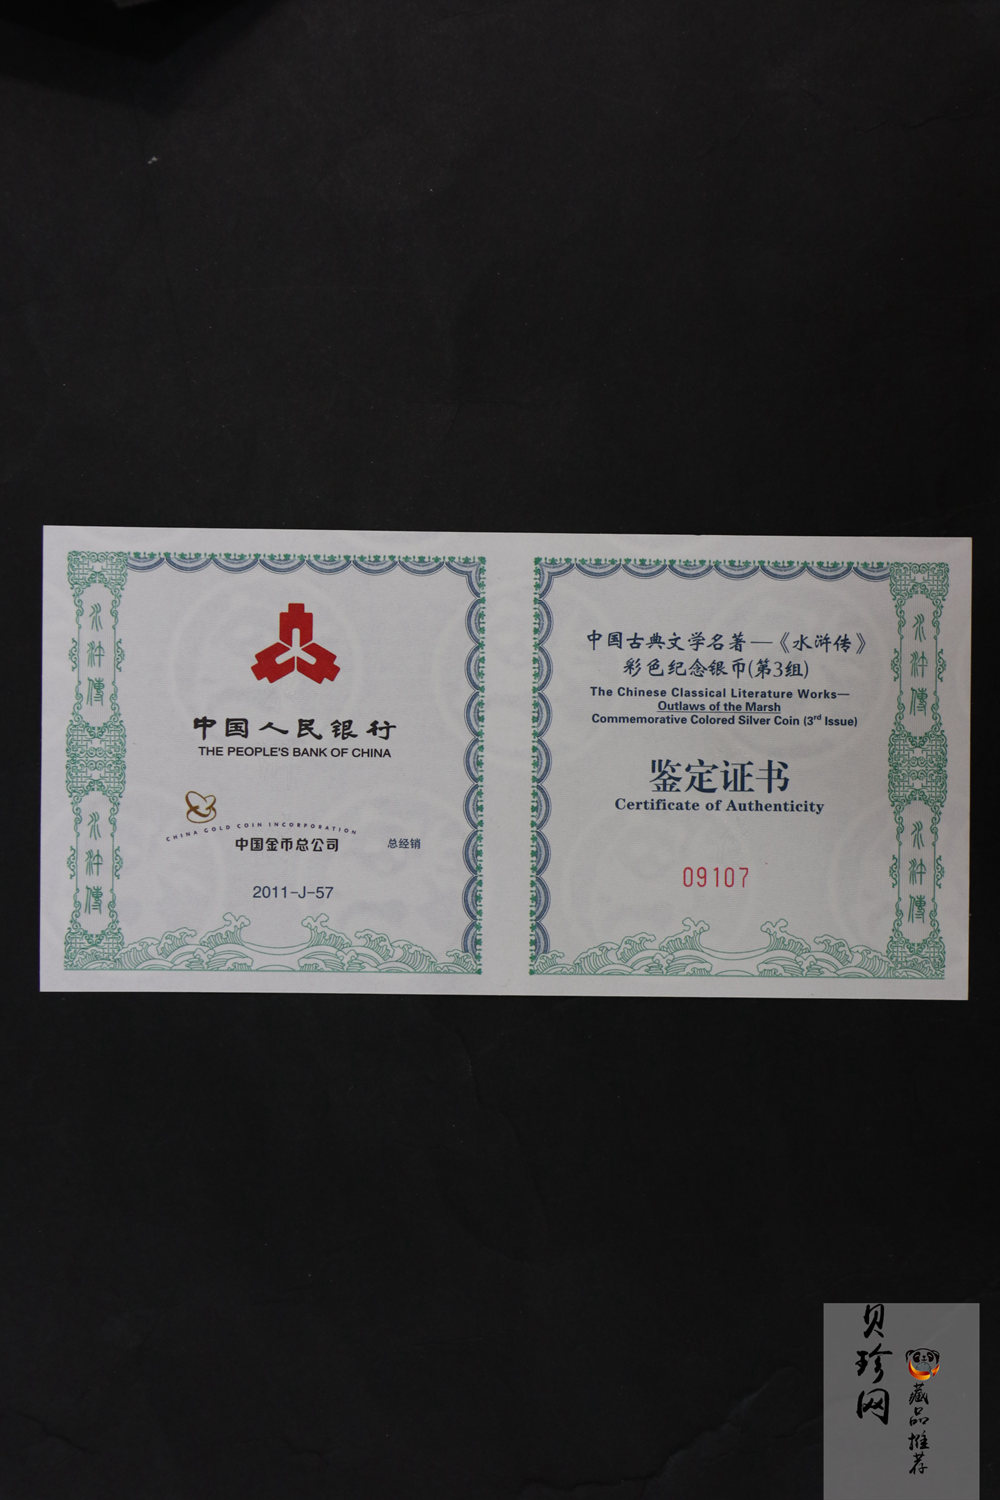 水滸傳
水滸傳
中国人民银行
THE PEOPLE'S BANK OF CHINA
CHINA GOLD COIN INCORPORATION
中国金币总公司 总经销
2011-J-57
中国古典文学名著—《水浒传》
彩色纪念银币(第3组)
The Chinese Classical Literature Works—
Outlaws of the Marsh
Commemorative Colored Silver Coin (3rd Issue)
鉴定证书
Certificate of Authenticity
09107
水滸傳
水滸傳
贝珍网
藏品推荐